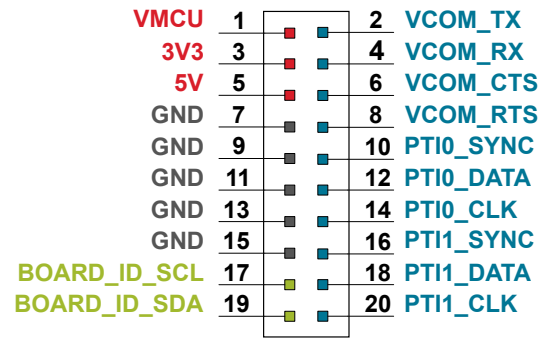 VMCU 1 2 VCOM_TX
3V3 3 4 VCOM_RX
5V 5 6 VCOM_CTS
GND 7 8 VCOM_RTS
GND 9 10 PTI0_SYNC
GND 11 12 PTI0_DATA
GND 13 14 PTI0_CLK
GND 15 16 PTI1_SYNC
BOARD_ID_SCL 17 18 PTI1_DATA
BOARD_ID_SDA 19 20 PTI1_CLK